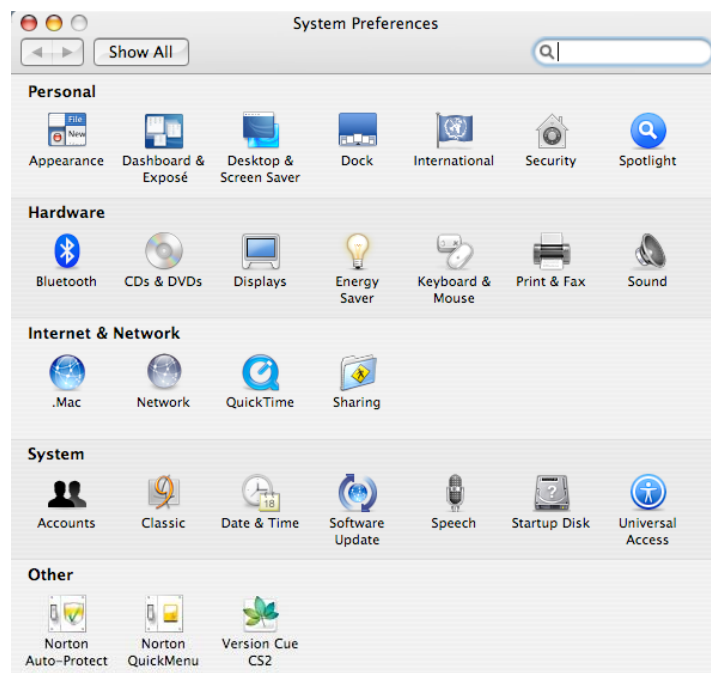 System Preferences
Show All
Personal
File
New
Appearance
Dashboard &
Exposé
Desktop &
Screen Saver
Dock
International
Security
Spotlight
Hardware
Bluetooth
CDs & DVDs
Displays
Energy
Saver
Keyboard &
Mouse
Print & Fax
Sound
Internet & Network
.Mac
Network
QuickTime
Sharing
System
18
?
Accounts
Classic
Date & Time
Software
Update
Speech
Startup Disk
Universal
Access
Other
Norton
Auto-Protect
Norton
QuickMenu
Version Cue
CS2